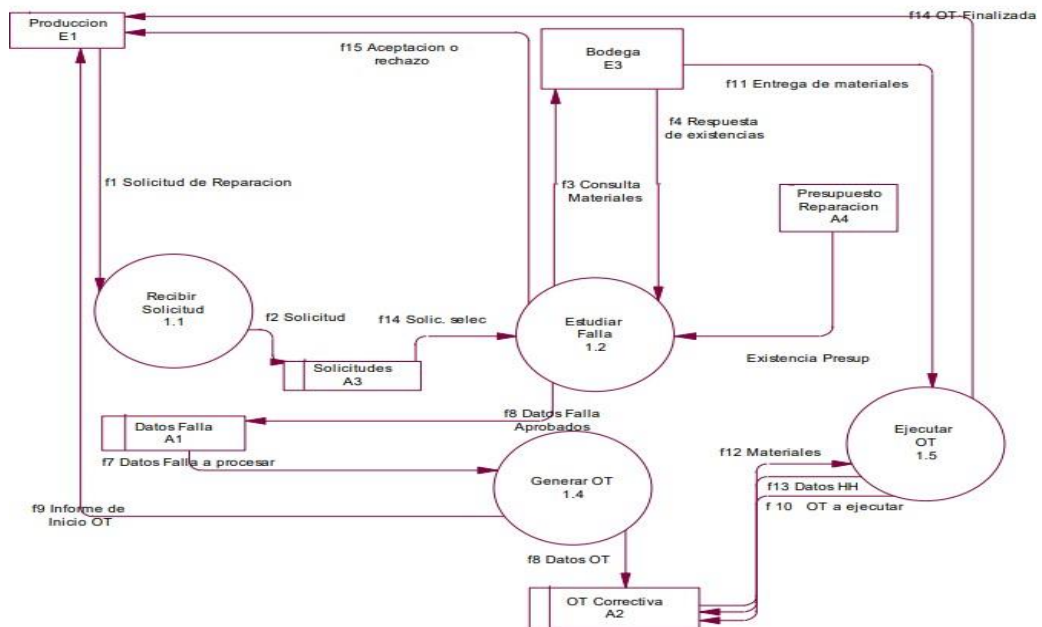 f14 OT Finalizada
Produccion
E1
f15 Aceptacion o
rechazo
Bodega
E3
f11 Entrega de materiales
f4 Respuesta
de existencias
f1 Solicitud de Reparacion
f3 Consulta
Materiales
Presupuesto
Reparacion
A4
Recibir
Solicitud
1.1
f2 Solicitud
f14 Solic. selec
Estudiar
Falla
1.2
Existencia Presup
Solicitudes
A3
Datos Falla
A1
f8 Datos Falla
Aprobados
Ejecutar
OT
1.5
f7 Datos Falla a procesar
f12 Materiales
Generar OT
1.4
f13 Datos HH
f 10 OT a ejecutar
f9 Informe de
Inicio OT
f8 Datos OT
OT Correctiva
A2